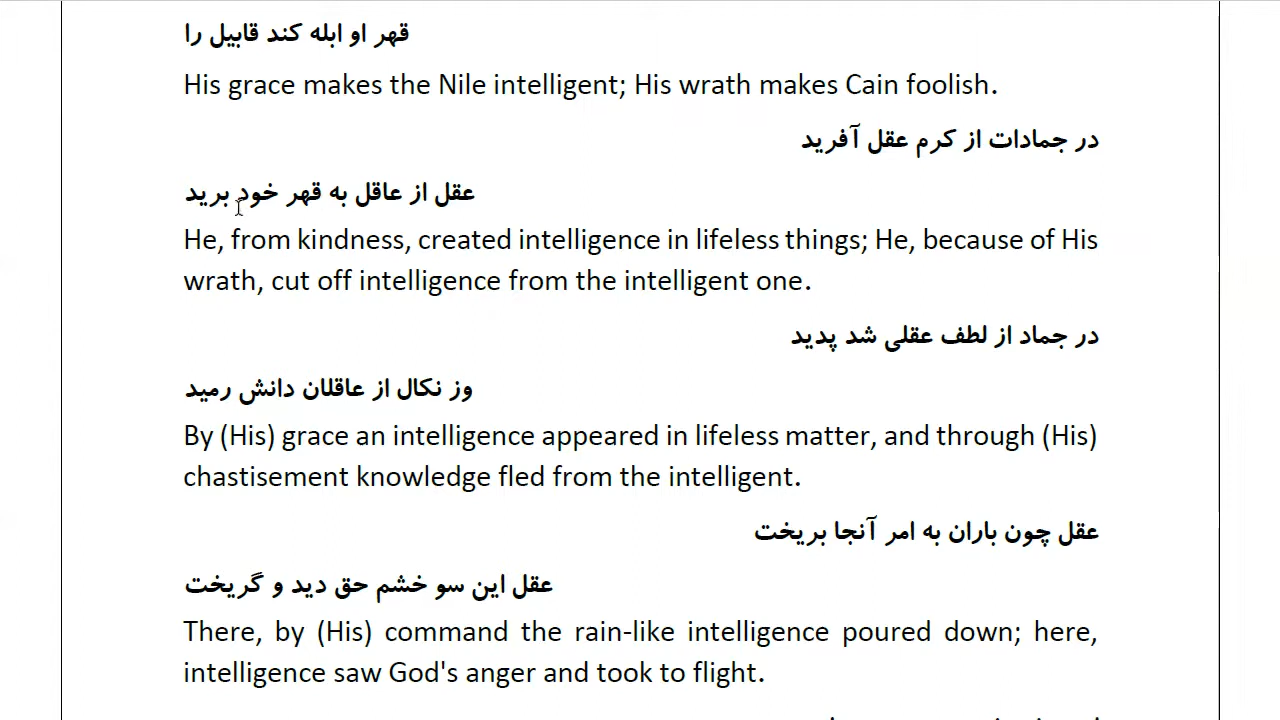 قهر او ابله کند قابیل را
His grace makes the Nile intelligent; His wrath makes Cain foolish.
در جمادات از کرم عقل آفرید
عقل از عاقل به قهر خود برید
He, from kindness, created intelligence in lifeless things; He, because of His
wrath, cut off intelligence from the intelligent one.
در جماد از لطف عقلی شد پدید
وز نکال از عاقلان دانش رمید
By (His) grace an intelligence appeared in lifeless matter, and through (His)
chastisement knowledge fled from the intelligent.
عقل چون باران به امر آنجا بریخت
عقل این سو خشم حق دید و گریخت
There, by (His) command the rain-like intelligence poured down; here,
intelligence saw God's anger and took to flight.